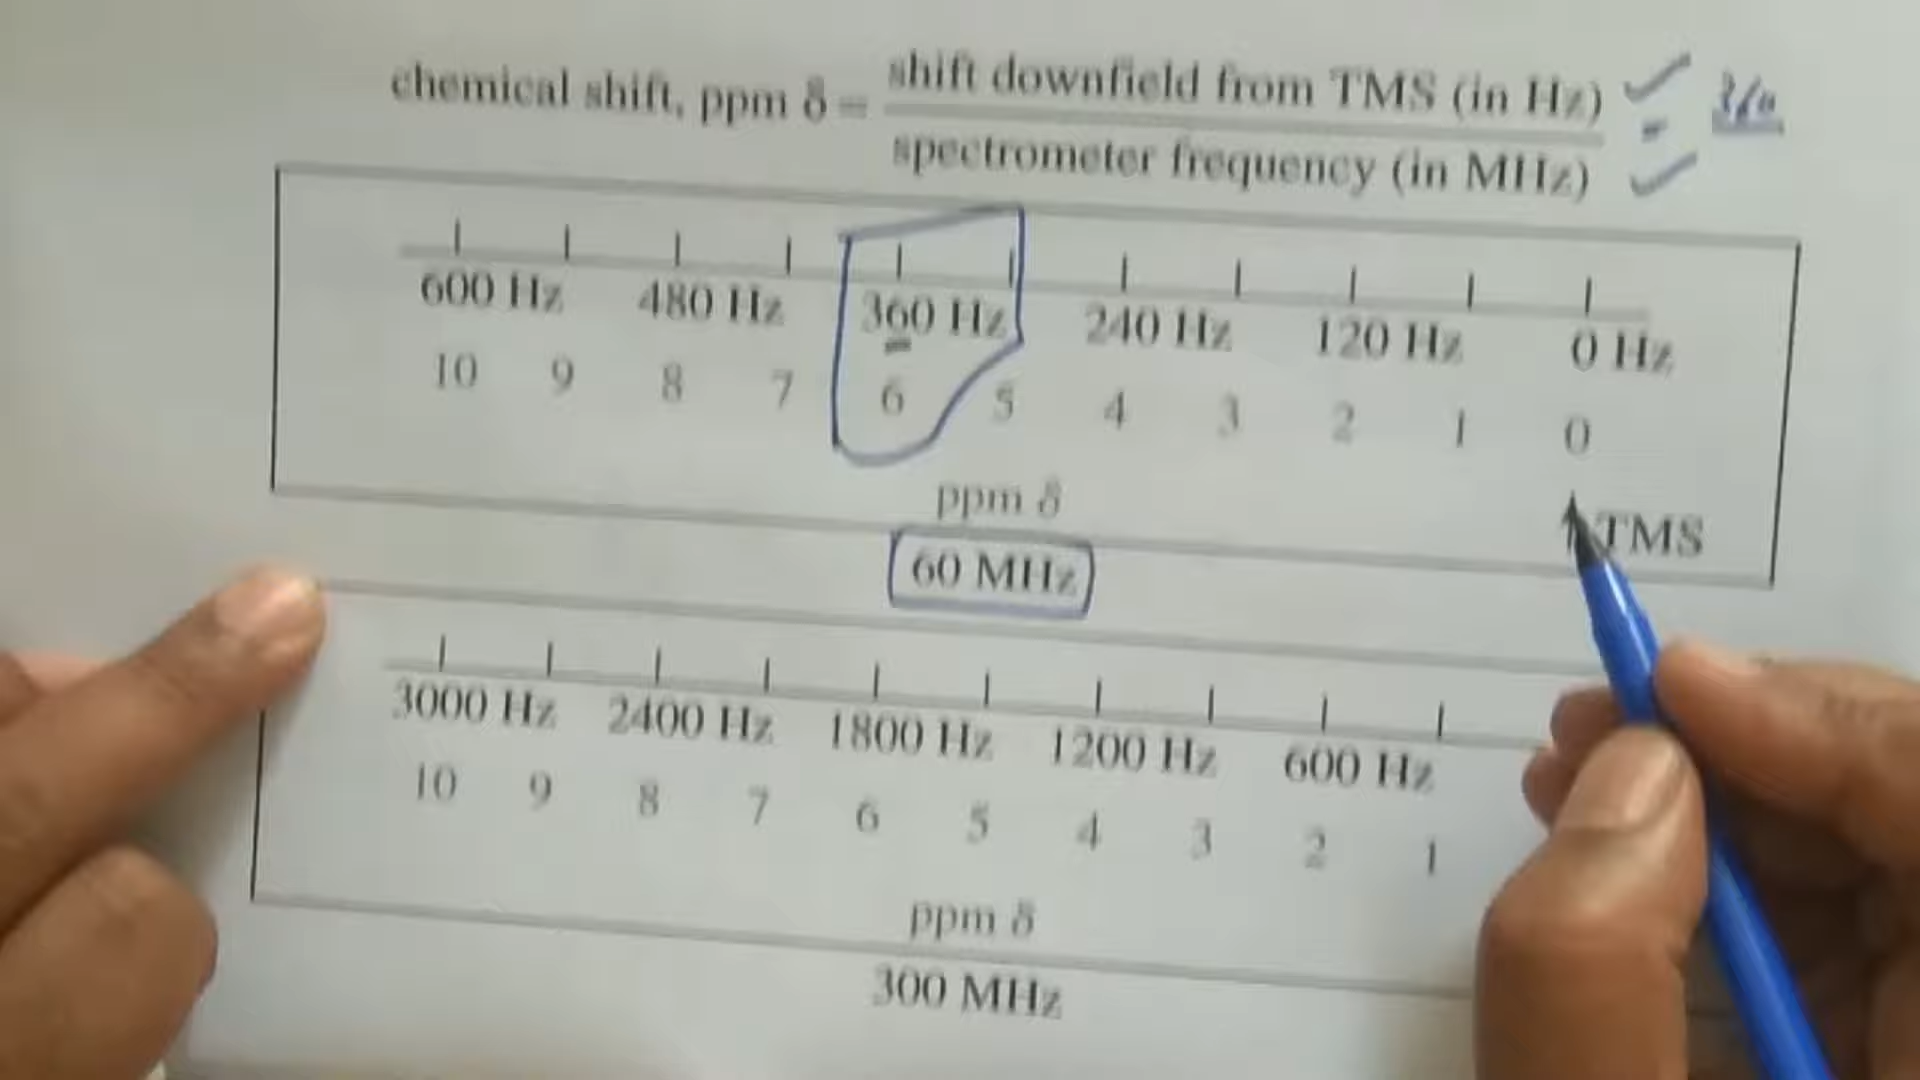 chemical shift, ppm δ = shift downfield from TMS (in Hz)
spectrometer frequency (in MHz)
360
600 Hz 480 Hz 360 Hz 240 Hz 120 Hz 0 Hz
10 9 8 7 6 5 4 3 2 1 0
ppm δ
TMS
60 MHz
3000 Hz 2400 Hz 1800 Hz 1200 Hz 600 Hz
10 9 8 7 6 5 4 3 2 1
ppm δ
300 MHz